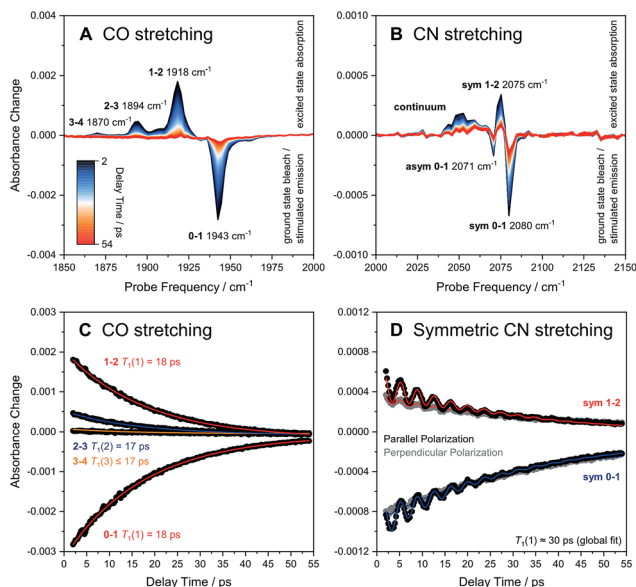 A CO stretching
0.004
0.002
0.000
-0.002
-0.004
Absorbance Change
1-2 1918 cm⁻¹
2-3 1894 cm⁻¹
3-4 1870 cm⁻¹
0-1 1943 cm⁻¹
2
Delay Time / ps
54
excited state absorption
ground state bleach /
stimulated emission
1850 1900 1950 2000
Probe Frequency / cm⁻¹
B CN stretching
0.0010
0.0005
0.0000
-0.0005
-0.0010
sym 1-2 2075 cm⁻¹
continuum
asym 0-1 2071 cm⁻¹
sym 0-1 2080 cm⁻¹
excited state absorption
ground state bleach /
stimulated emission
2000 2050 2100 2150
Probe Frequency / cm⁻¹
C CO stretching
0.003
0.002
0.001
0.000
-0.001
-0.002
-0.003
Absorbance Change
1-2 T₁(1) = 18 ps
2-3 T₁(2) = 17 ps
3-4 T₁(3) ≤ 17 ps
0-1 T₁(1) = 18 ps
0 5 10 15 20 25 30 35 40 45 50 55
Delay Time / ps
D Symmetric CN stretching
0.0012
0.0008
0.0004
0.0000
-0.0004
-0.0008
-0.0012
sym 1-2
Parallel Polarization
Perpendicular Polarization
sym 0-1
T₁(1) ≈ 30 ps (global fit)
0 5 10 15 20 25 30 35 40 45 50 55
Delay Time / ps